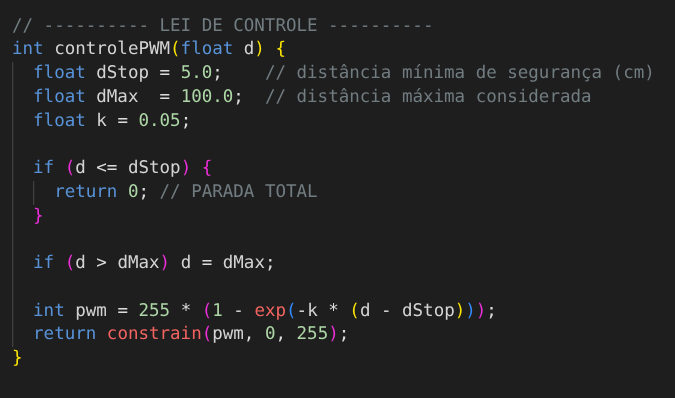 // ---------- LEI DE CONTROLE ----------
int controlePWM(float d) {
  float dStop = 5.0;    // distância mínima de segurança (cm)
  float dMax  = 100.0;  // distância máxima considerada
  float k = 0.05;
  if (d <= dStop) {
    return 0; // PARADA TOTAL
  }
  if (d > dMax) d = dMax;
  int pwm = 255 * (1 - exp(-k * (d - dStop)));
  return constrain(pwm, 0, 255);
}